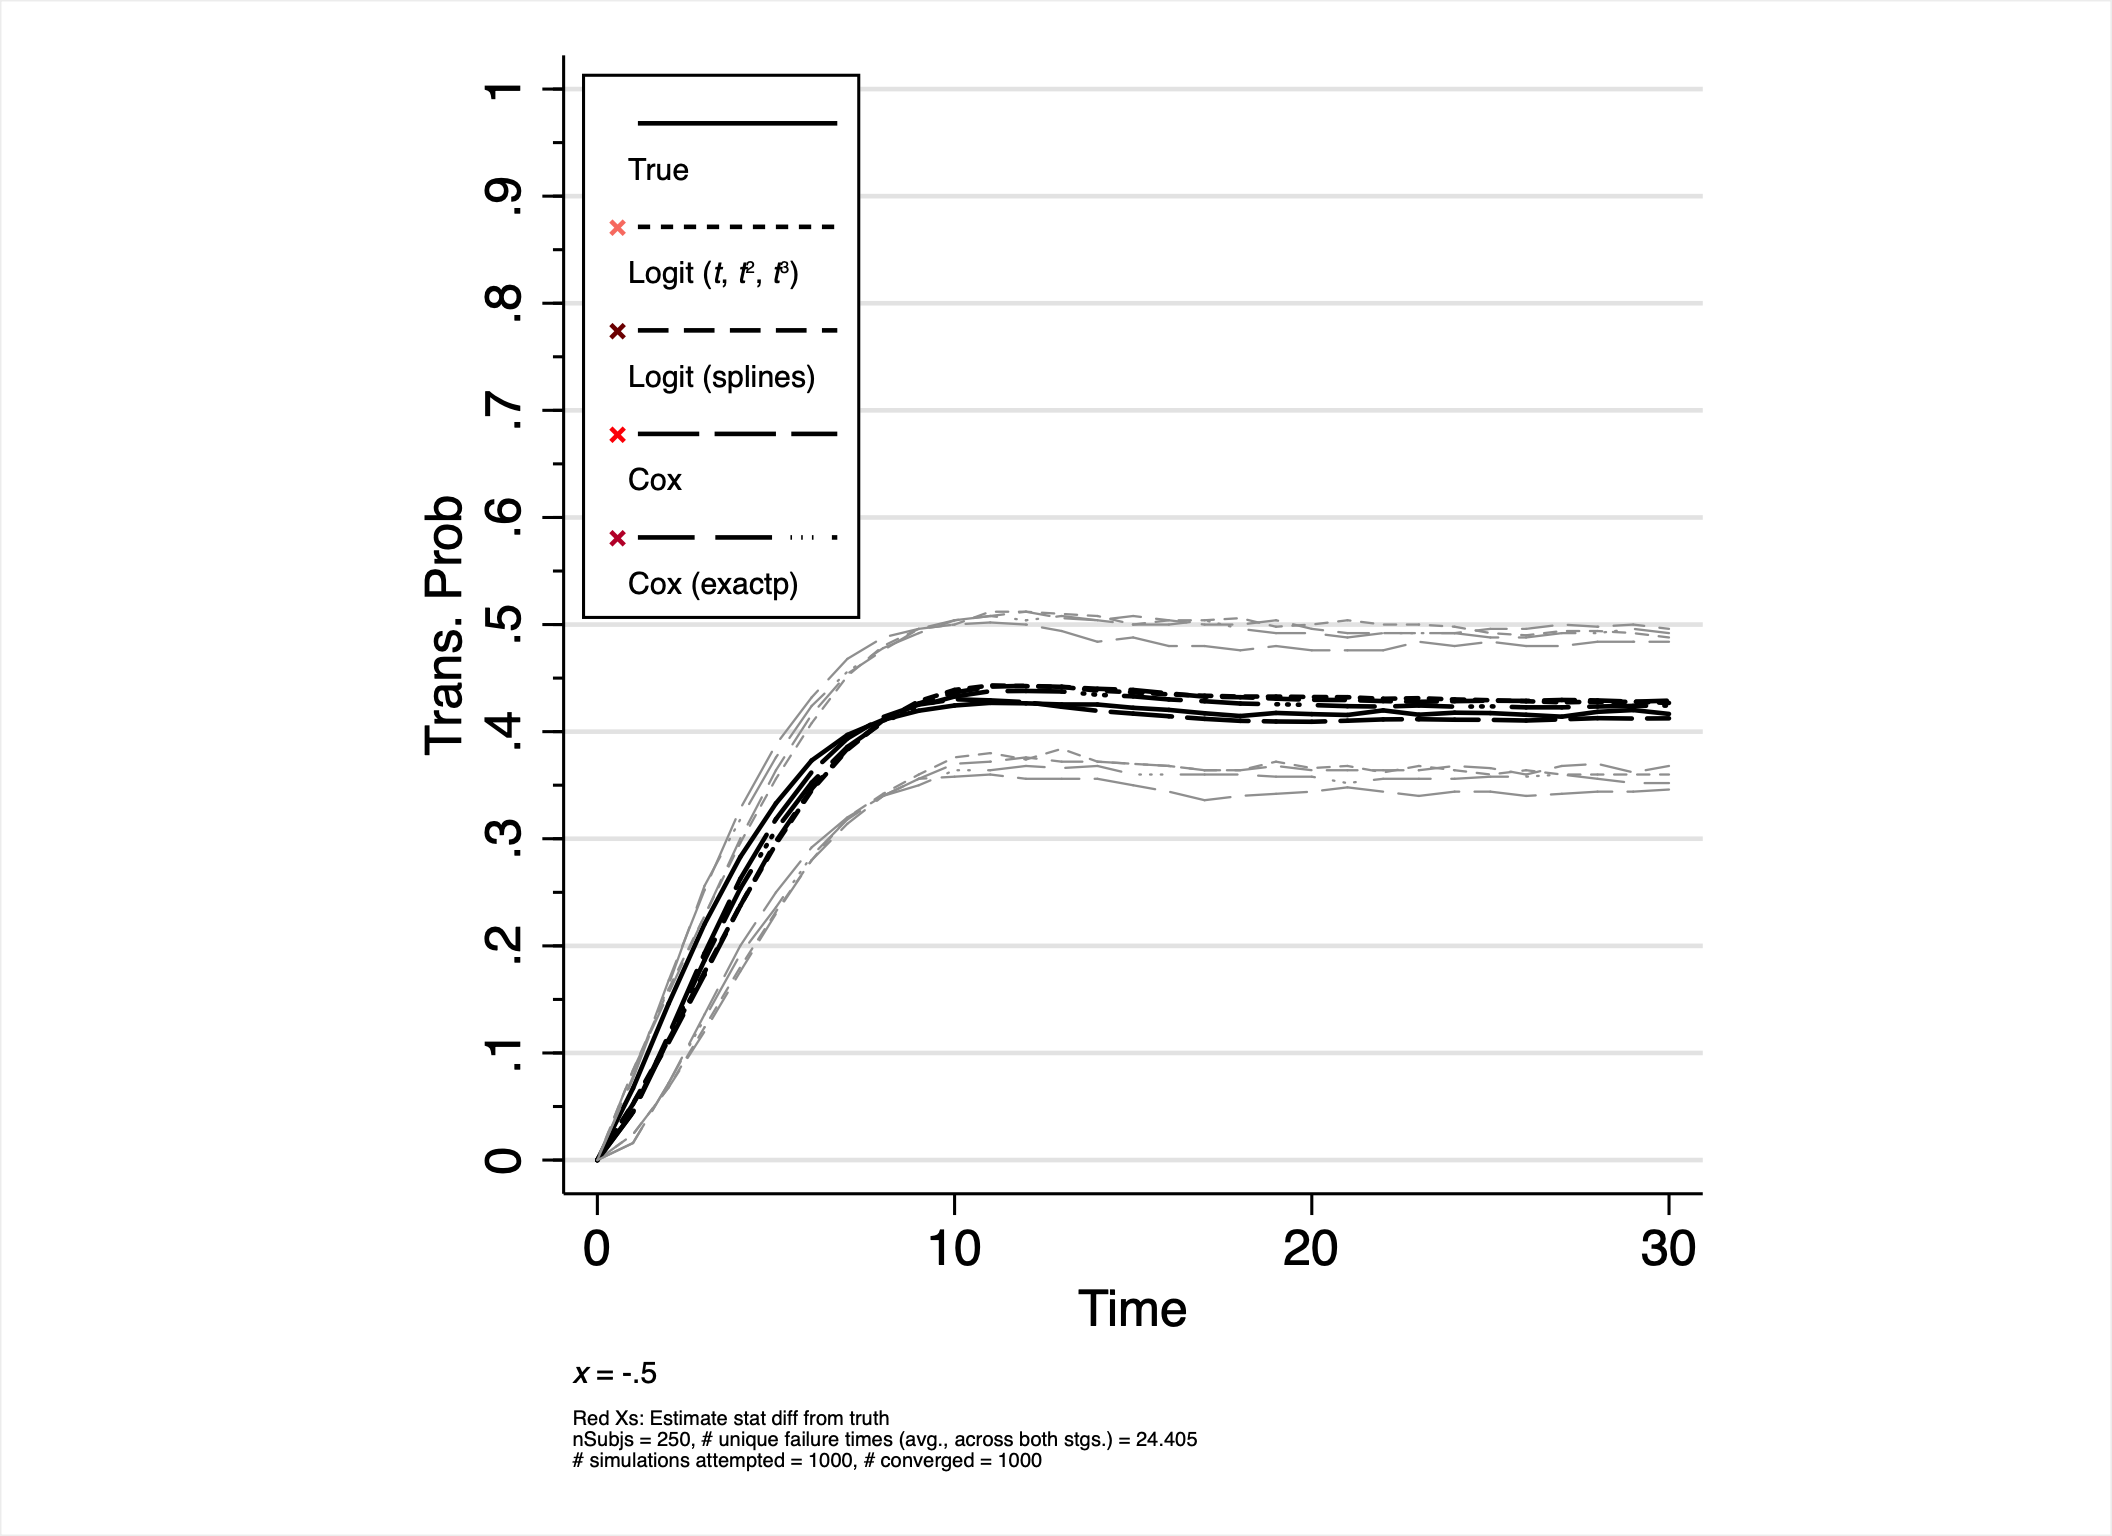 True
Logit (t, t², t³)
Logit (splines)
Cox
Cox (exactp)
Trans. Prob
1
.9
.8
.7
.6
.5
.4
.3
.2
.1
0
0 10 20 30
Time
x = -.5
Red Xs: Estimate stat diff from truth
nSubjs = 250, # unique failure times (avg., across both stgs.) = 24.405
# simulations attempted = 1000, # converged = 1000